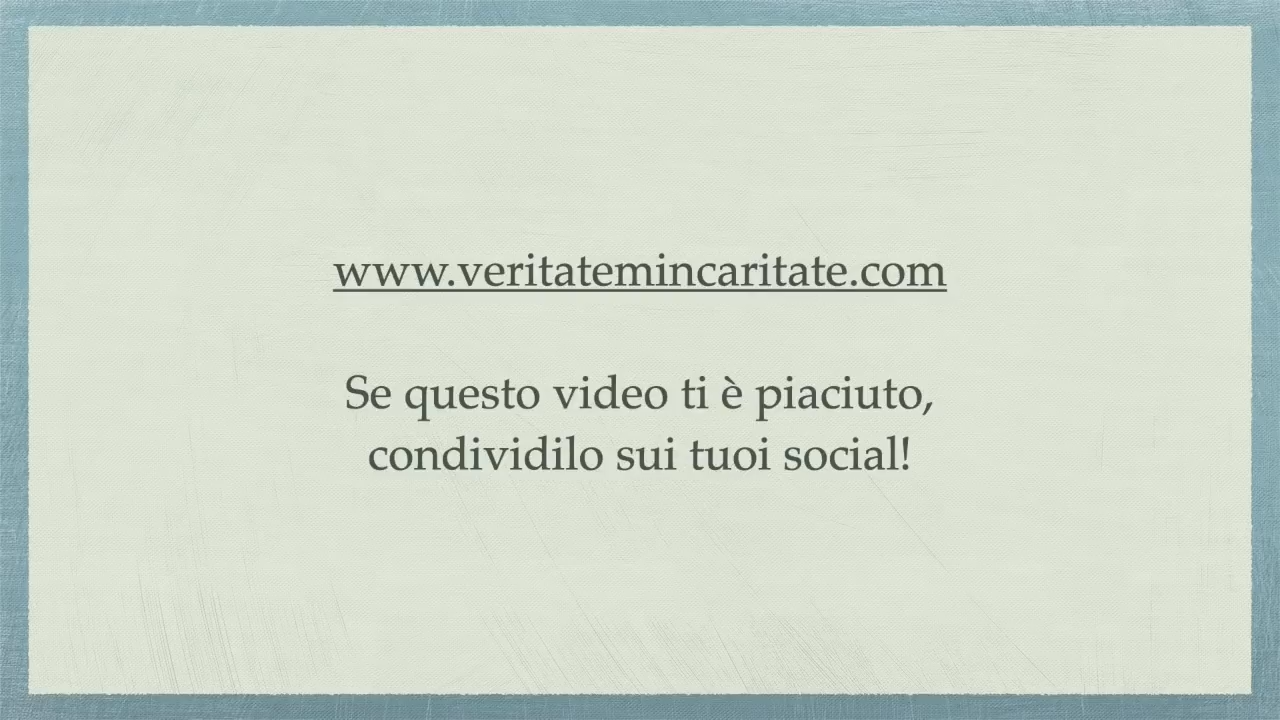 www.veritatemincaritate.com
Se questo video ti è piaciuto,
condividilo sui tuoi social!